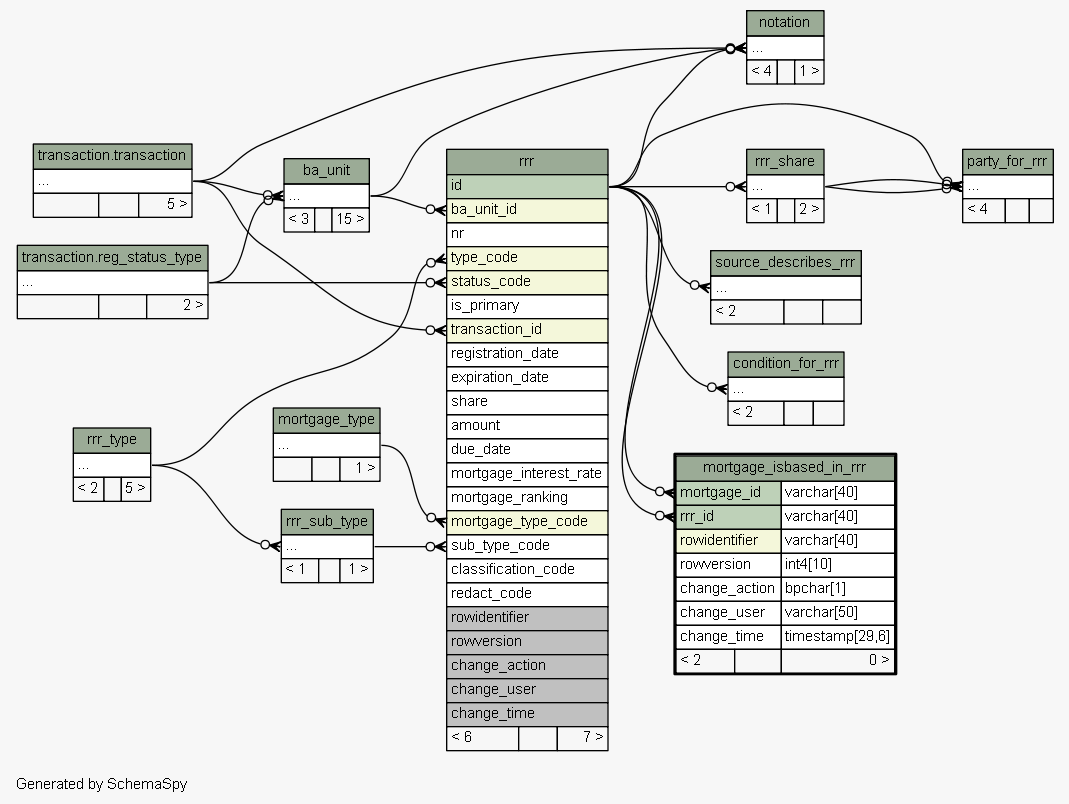 notation
...
< 4 1 >
transaction.transaction
...
5 >
ba_unit
...
< 3 15 >
rrr
id
ba_unit_id
nr
type_code
status_code
is_primary
transaction_id
registration_date
expiration_date
share
amount
due_date
mortgage_interest_rate
mortgage_ranking
mortgage_type_code
sub_type_code
classification_code
redact_code
rowidentifier
rowversion
change_action
change_user
change_time
< 6 7 >
rrr_share
...
< 1 2 >
party_for_rrr
...
< 4
transaction.reg_status_type
...
2 >
source_describes_rrr
...
< 2
condition_for_rrr
...
< 2
mortgage_type
...
1 >
rrr_type
...
< 2 5 >
rrr_sub_type
...
< 1 1 >
mortgage_isbased_in_rrr
mortgage_id varchar[40]
rrr_id varchar[40]
rowidentifier varchar[40]
rowversion int4[10]
change_action bpchar[1]
change_user varchar[50]
change_time timestamp[29,6]
< 2 0 >
Generated by SchemaSpy